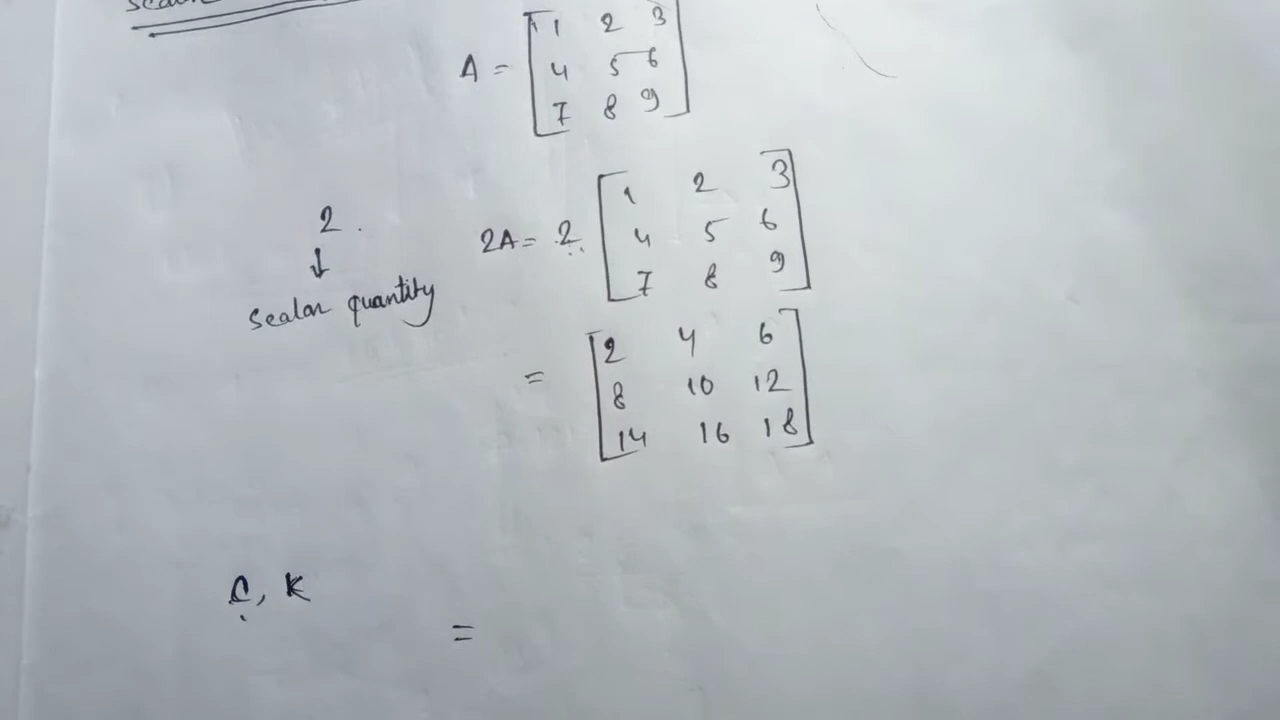 A = [ 1 2 3
4 5 6
7 8 9 ]
2
↓
Scalar quantity
2A = 2 [ 1 2 3
4 5 6
7 8 9 ]
= [ 2 4 6
8 10 12
14 16 18 ]
C, K
=